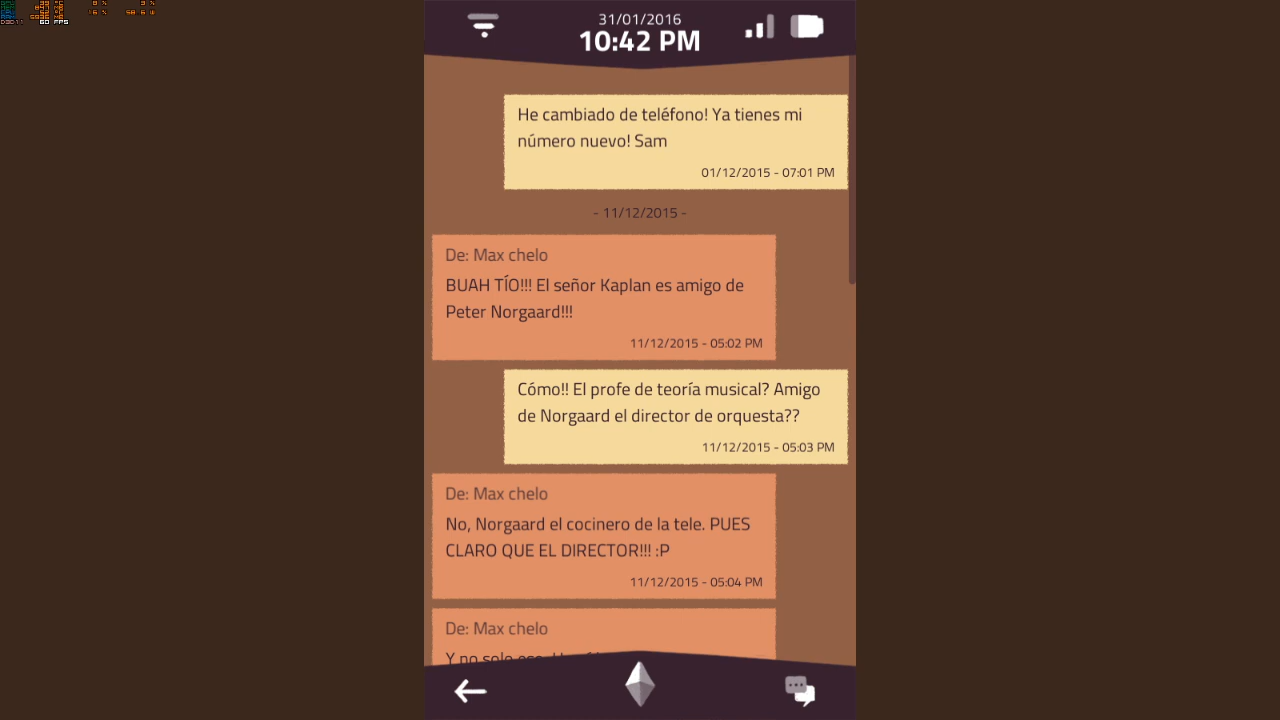 31/01/2016
10:42 PM
He cambiado de teléfono! Ya tienes mi
número nuevo! Sam
01/12/2015 - 07:01 PM
- 11/12/2015 -
De: Max chelo
BUAH TÍO!!! El señor Kaplan es amigo de
Peter Norgaard!!!
11/12/2015 - 05:02 PM
Cómo!! El profe de teoría musical? Amigo
de Norgaard el director de orquesta??
11/12/2015 - 05:03 PM
De: Max chelo
No, Norgaard el cocinero de la tele. PUES
CLARO QUE EL DIRECTOR!!! :P
11/12/2015 - 05:04 PM
De: Max chelo
Y no solo eso